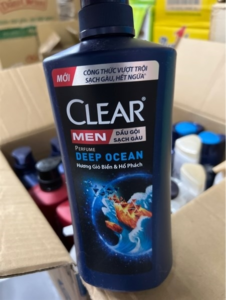 MỚI
CÔNG THỨC VƯỢT TRỘI
SẠCH GÀU, HẾT NGỨA*
CLEAR
MEN
DẦU GỘI
SẠCH GÀU
PERFUME
DEEP OCEAN
Hương Gió Biển & Hổ Phách